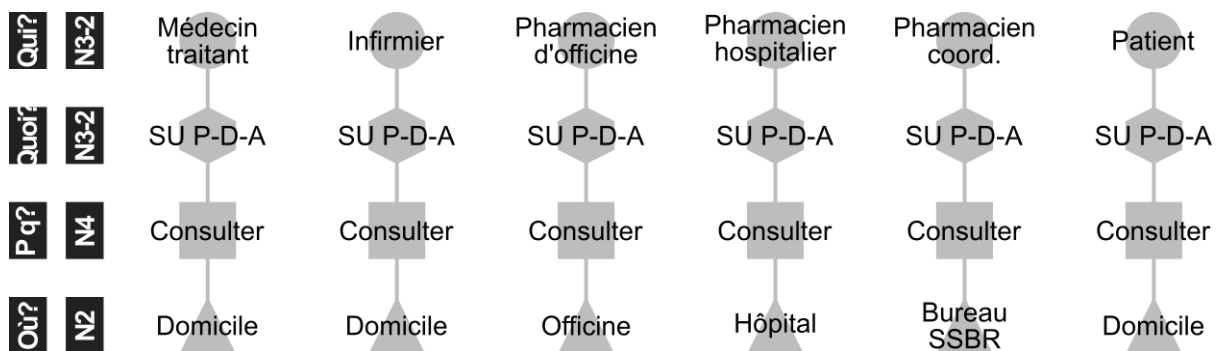 Qui? N3-2 Médecin traitant Infirmier Pharmacien d'officine Pharmacien hospitalier Pharmacien coord. Patient
Quoi? N3-2 SU P-D-A SU P-D-A SU P-D-A SU P-D-A SU P-D-A SU P-D-A
Pq? N4 Consulter Consulter Consulter Consulter Consulter Consulter
Où? N2 Domicile Domicile Officine Hôpital Bureau SSBR Domicile